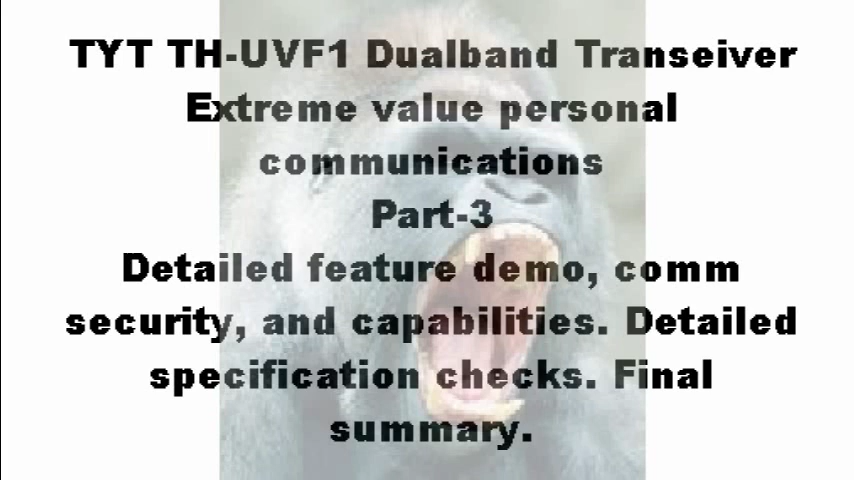 TYT TH-UVF1 Dualband Transeiver
Extreme value personal
communications
Part-3
Detailed feature demo, comm
security, and capabilities. Detailed
specification checks. Final
summary.